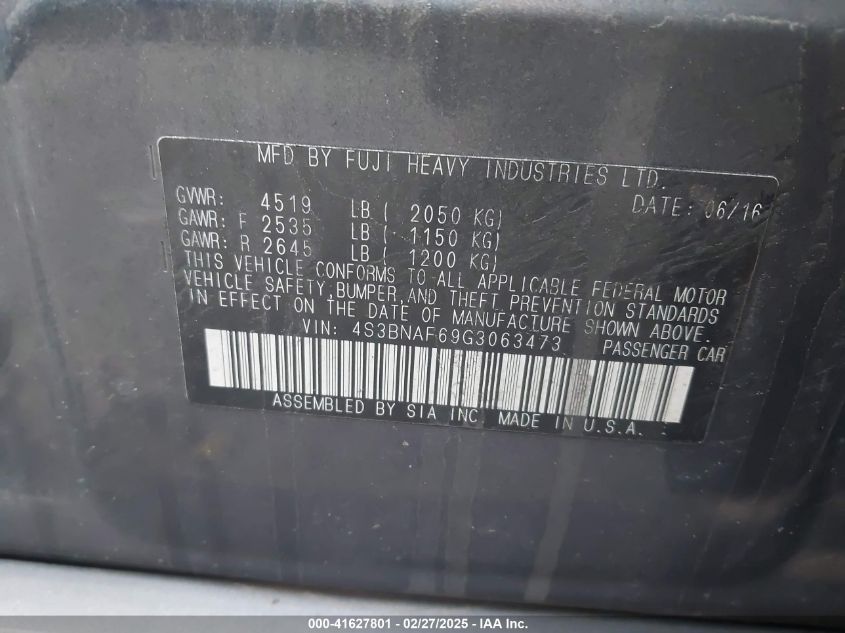 MFD BY FUJI HEAVY INDUSTRIES LTD.
GVWR: 4519 LB ( 2050 KG) DATE: 06/16
GAWR: F 2535 LB ( 1150 KG)
GAWR: R 2645 LB ( 1200 KG)
THIS VEHICLE CONFORMS TO ALL APPLICABLE FEDERAL MOTOR
VEHICLE SAFETY, BUMPER, AND THEFT PREVENTION STANDARDS
IN EFFECT ON THE DATE OF MANUFACTURE SHOWN ABOVE.
VIN: 4S3BNAF69G3063473 PASSENGER CAR
ASSEMBLED BY SIA INC MADE IN U.S.A. :
000-41627801 - 02/27/2025 - IAA Inc.